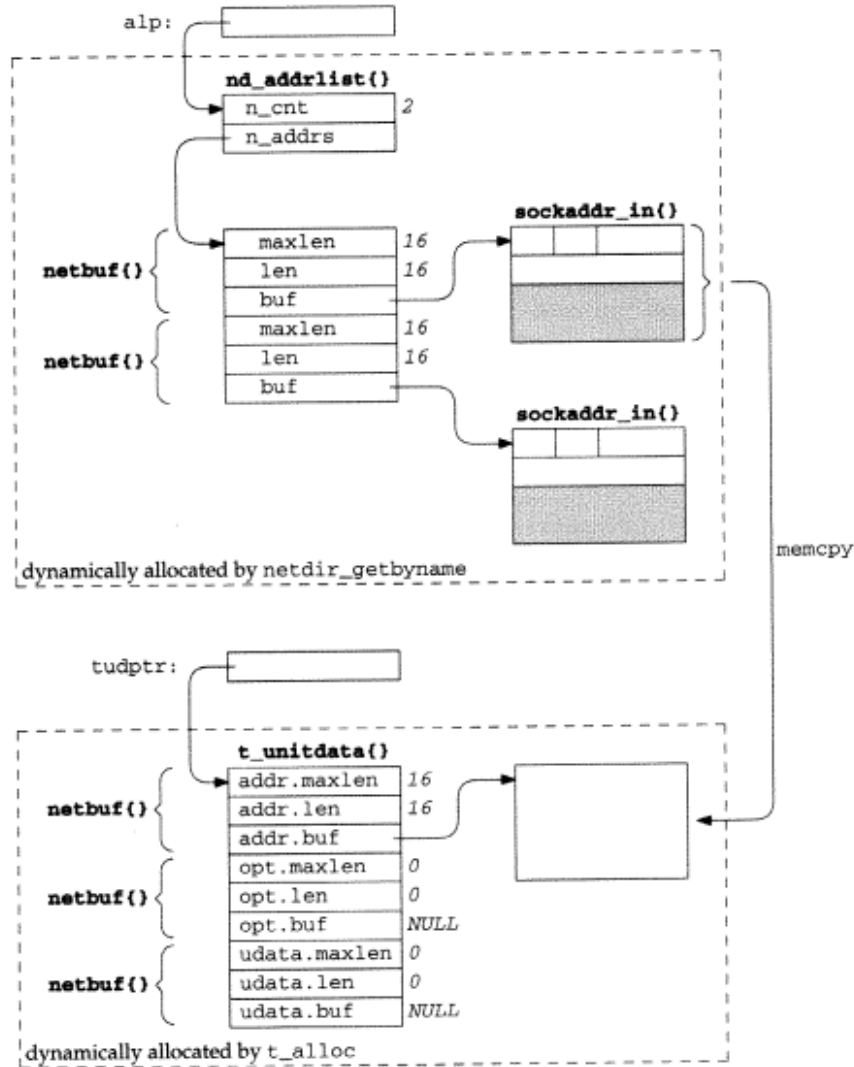 alp:
nd_addrlist{}
n_cnt 2
n_addrs
sockaddr_in{}
netbuf{}
maxlen 16
len 16
buf
netbuf{}
maxlen 16
len 16
buf
sockaddr_in{}
memcpy
dynamically allocated by netdir_getbyname
tudptr:
t_unitdata{}
netbuf{}
addr.maxlen 16
addr.len 16
addr.buf
netbuf{}
opt.maxlen 0
opt.len 0
opt.buf NULL
netbuf{}
udata.maxlen 0
udata.len 0
udata.buf NULL
dynamically allocated by t_alloc